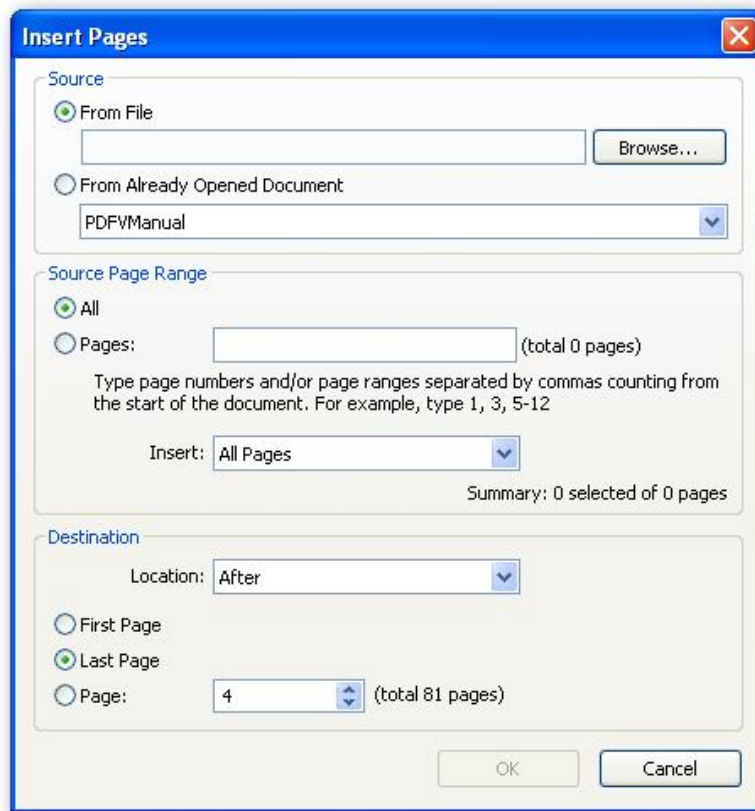 Insert Pages
Source
From File
Browse...
From Already Opened Document
PDFVManual
Source Page Range
All
Pages: (total 0 pages)
Type page numbers and/or page ranges separated by commas counting from
the start of the document. For example, type 1, 3, 5-12
Insert: All Pages
Summary: 0 selected of 0 pages
Destination
Location: After
First Page
Last Page
Page: 4 (total 81 pages)
OK Cancel